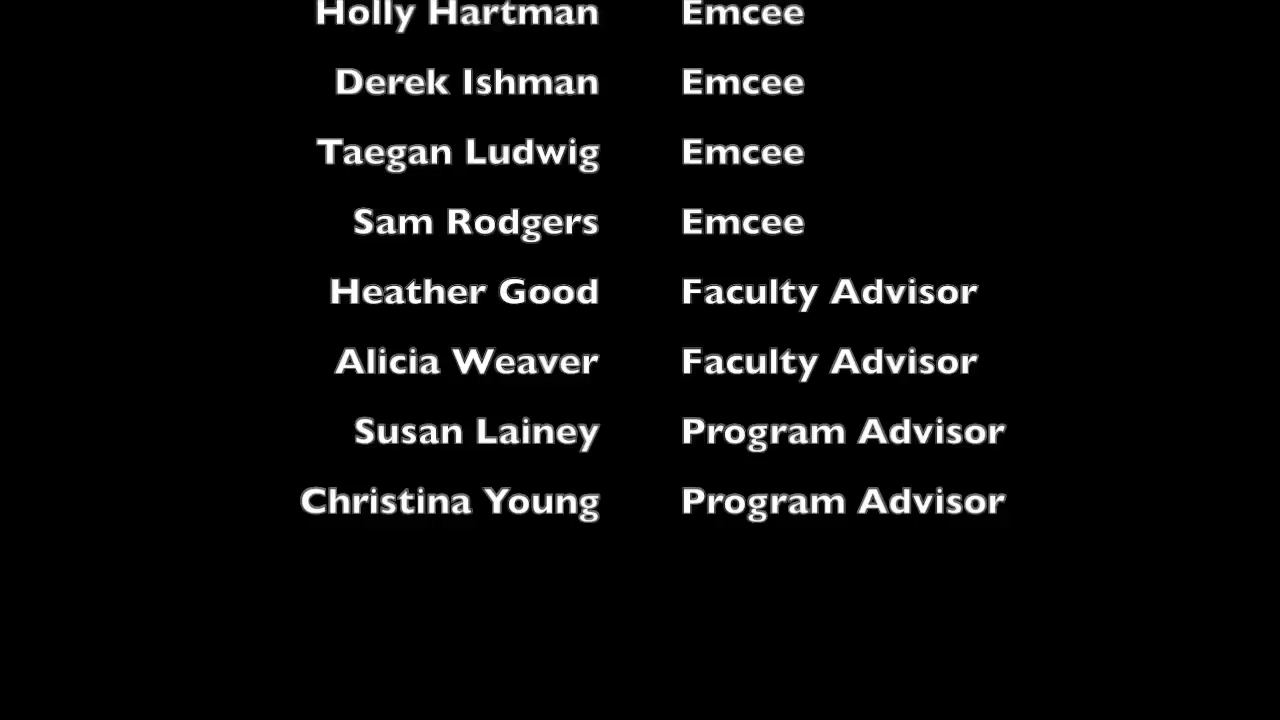 Holly Hartman Emcee
Derek Ishman Emcee
Taegan Ludwig Emcee
Sam Rodgers Emcee
Heather Good Faculty Advisor
Alicia Weaver Faculty Advisor
Susan Lainey Program Advisor
Christina Young Program Advisor